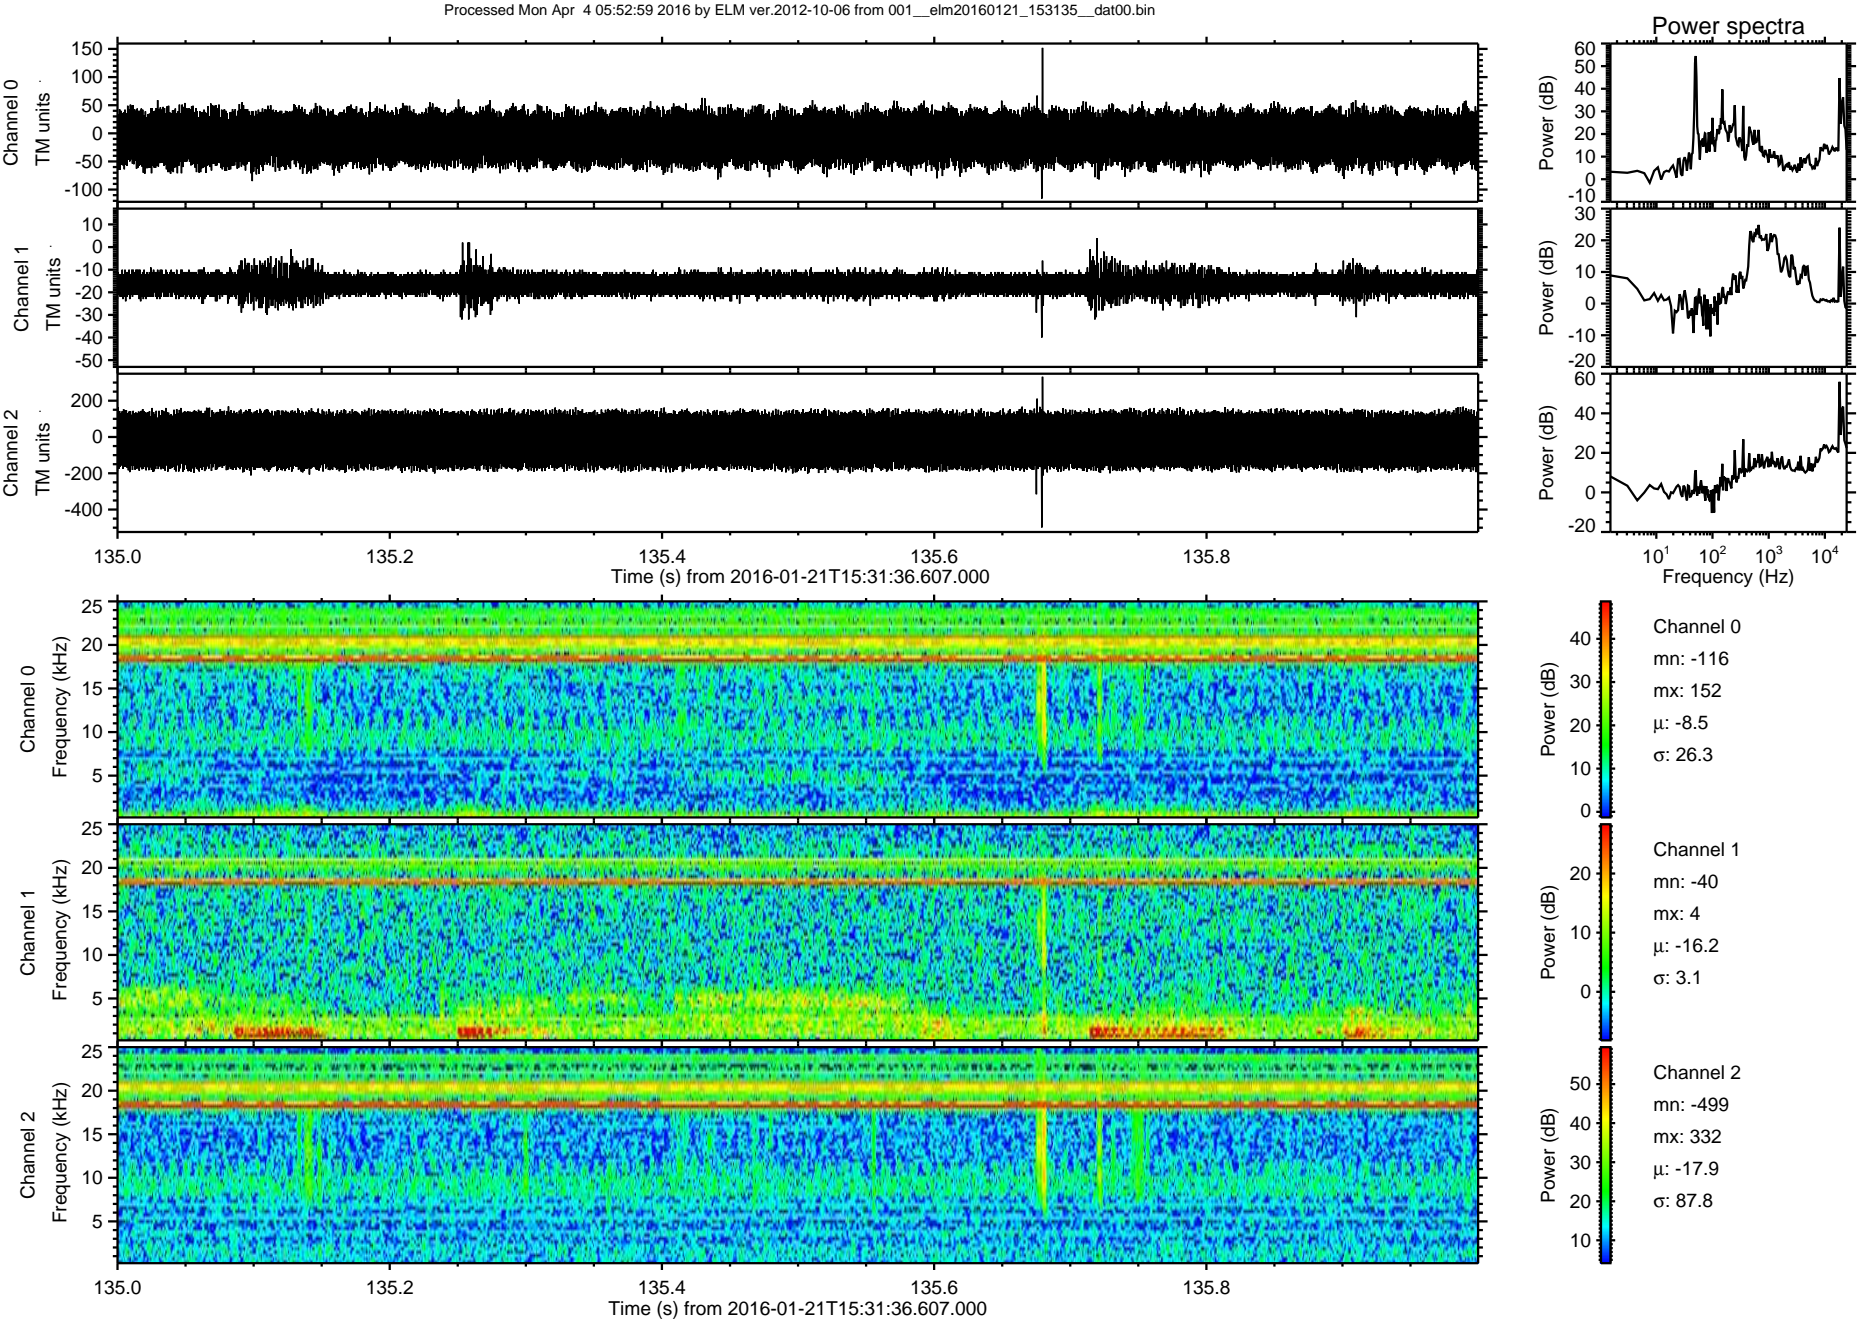 Processed Mon Apr 4 05:52:59 2016 by ELM ver.2012-10-06 from 001__elm20160121_153135__dat00.bin
Power spectra
Channel 0
TM units
150
100
50
0
-50
-100
Power (dB)
60
50
40
30
20
10
0
-10
Channel 1
TM units
10
0
-10
-20
-30
-40
-50
Power (dB)
30
20
10
0
-10
-20
Channel 2
TM units
200
0
-200
-400
Power (dB)
60
40
20
0
-20
135.0 135.2 135.4 135.6 135.8
Time (s) from 2016-01-21T15:31:36.607.000
10^1 10^2 10^3 10^4
Frequency (Hz)
Channel 0
Frequency (kHz)
25
20
15
10
5
Power (dB)
40
30
20
10
0
Channel 0
mn: -116
mx: 152
μ: -8.5
σ: 26.3
Channel 1
Frequency (kHz)
25
20
15
10
5
Power (dB)
20
10
0
Channel 1
mn: -40
mx: 4
μ: -16.2
σ: 3.1
Channel 2
Frequency (kHz)
25
20
15
10
5
Power (dB)
50
40
30
20
10
Channel 2
mn: -499
mx: 332
μ: -17.9
σ: 87.8
135.0 135.2 135.4 135.6 135.8
Time (s) from 2016-01-21T15:31:36.607.000